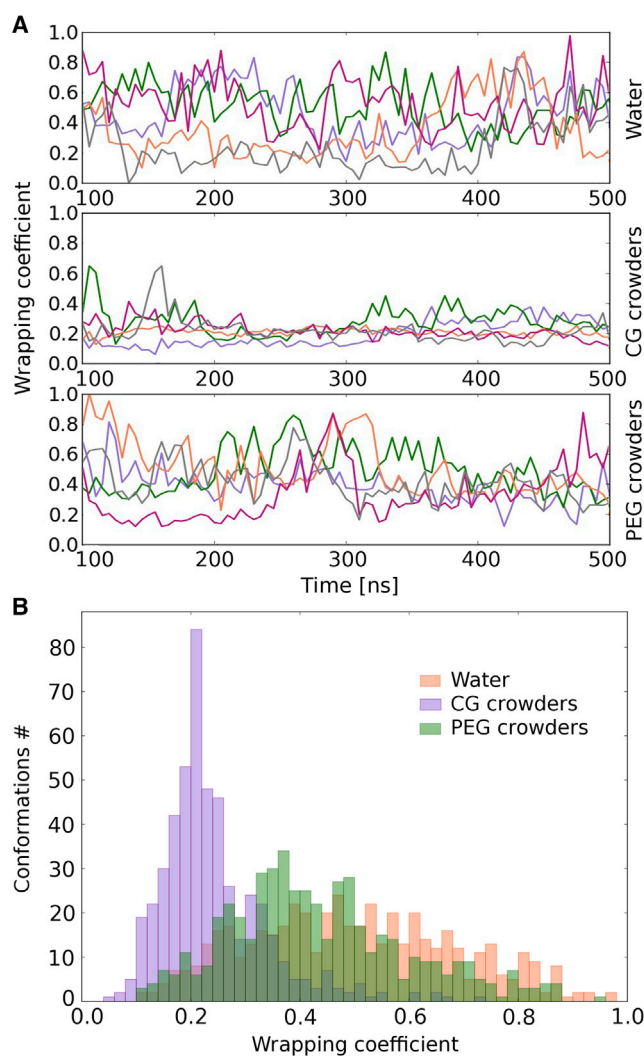 A
1.0
0.8
0.6
0.4
0.2
0.0
100 200 300 400 500
Water
1.0
0.8
0.6
0.4
0.2
0.0
100 200 300 400 500
CG crowders
1.0
0.8
0.6
0.4
0.2
0.0
100 200 300 400 500
PEG crowders
Wrapping coefficient
Time [ns]
B
80
70
60
50
40
30
20
10
0
Conformations #
Water
CG crowders
PEG crowders
0.0 0.2 0.4 0.6 0.8 1.0
Wrapping coefficient